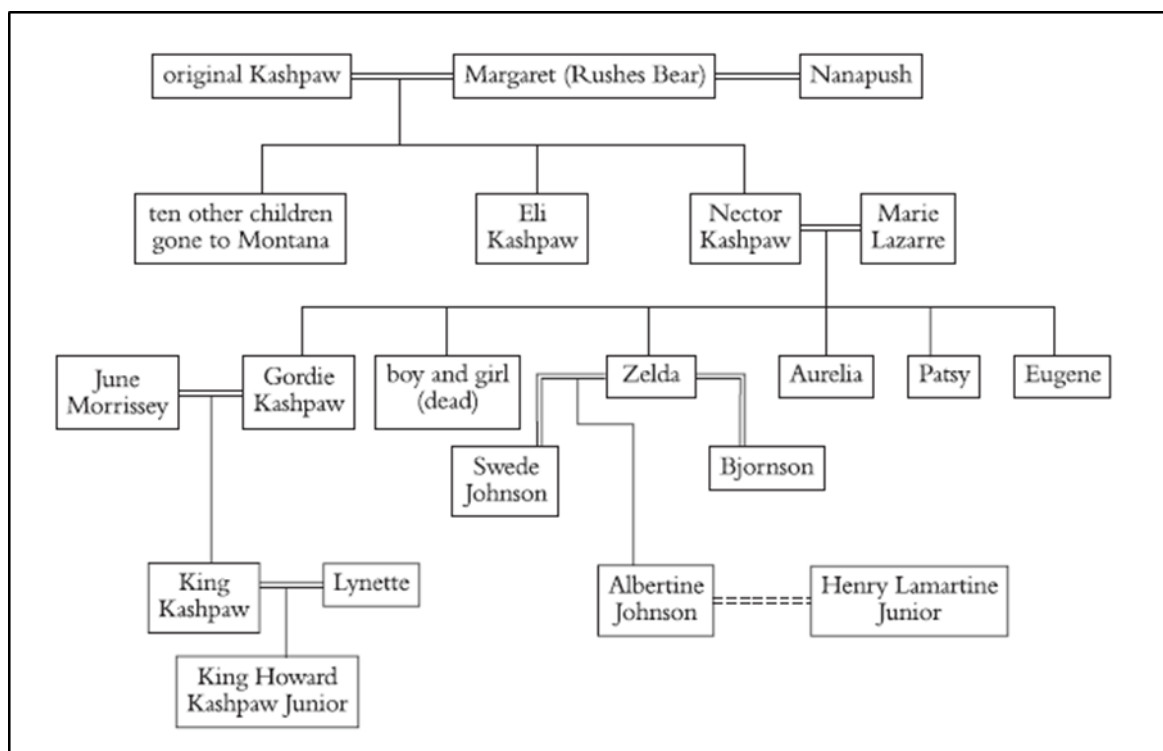 original Kashpaw
Margaret (Rushes Bear)
Nanapush
ten other children
gone to Montana
Eli
Kashpaw
Nector
Kashpaw
Marie
Lazarre
June
Morrissey
Gordie
Kashpaw
boy and girl
(dead)
Zelda
Aurelia
Patsy
Eugene
Swede
Johnson
Bjornson
King
Kashpaw
Lynette
Albertine
Johnson
Henry Lamartine
Junior
King Howard
Kashpaw Junior